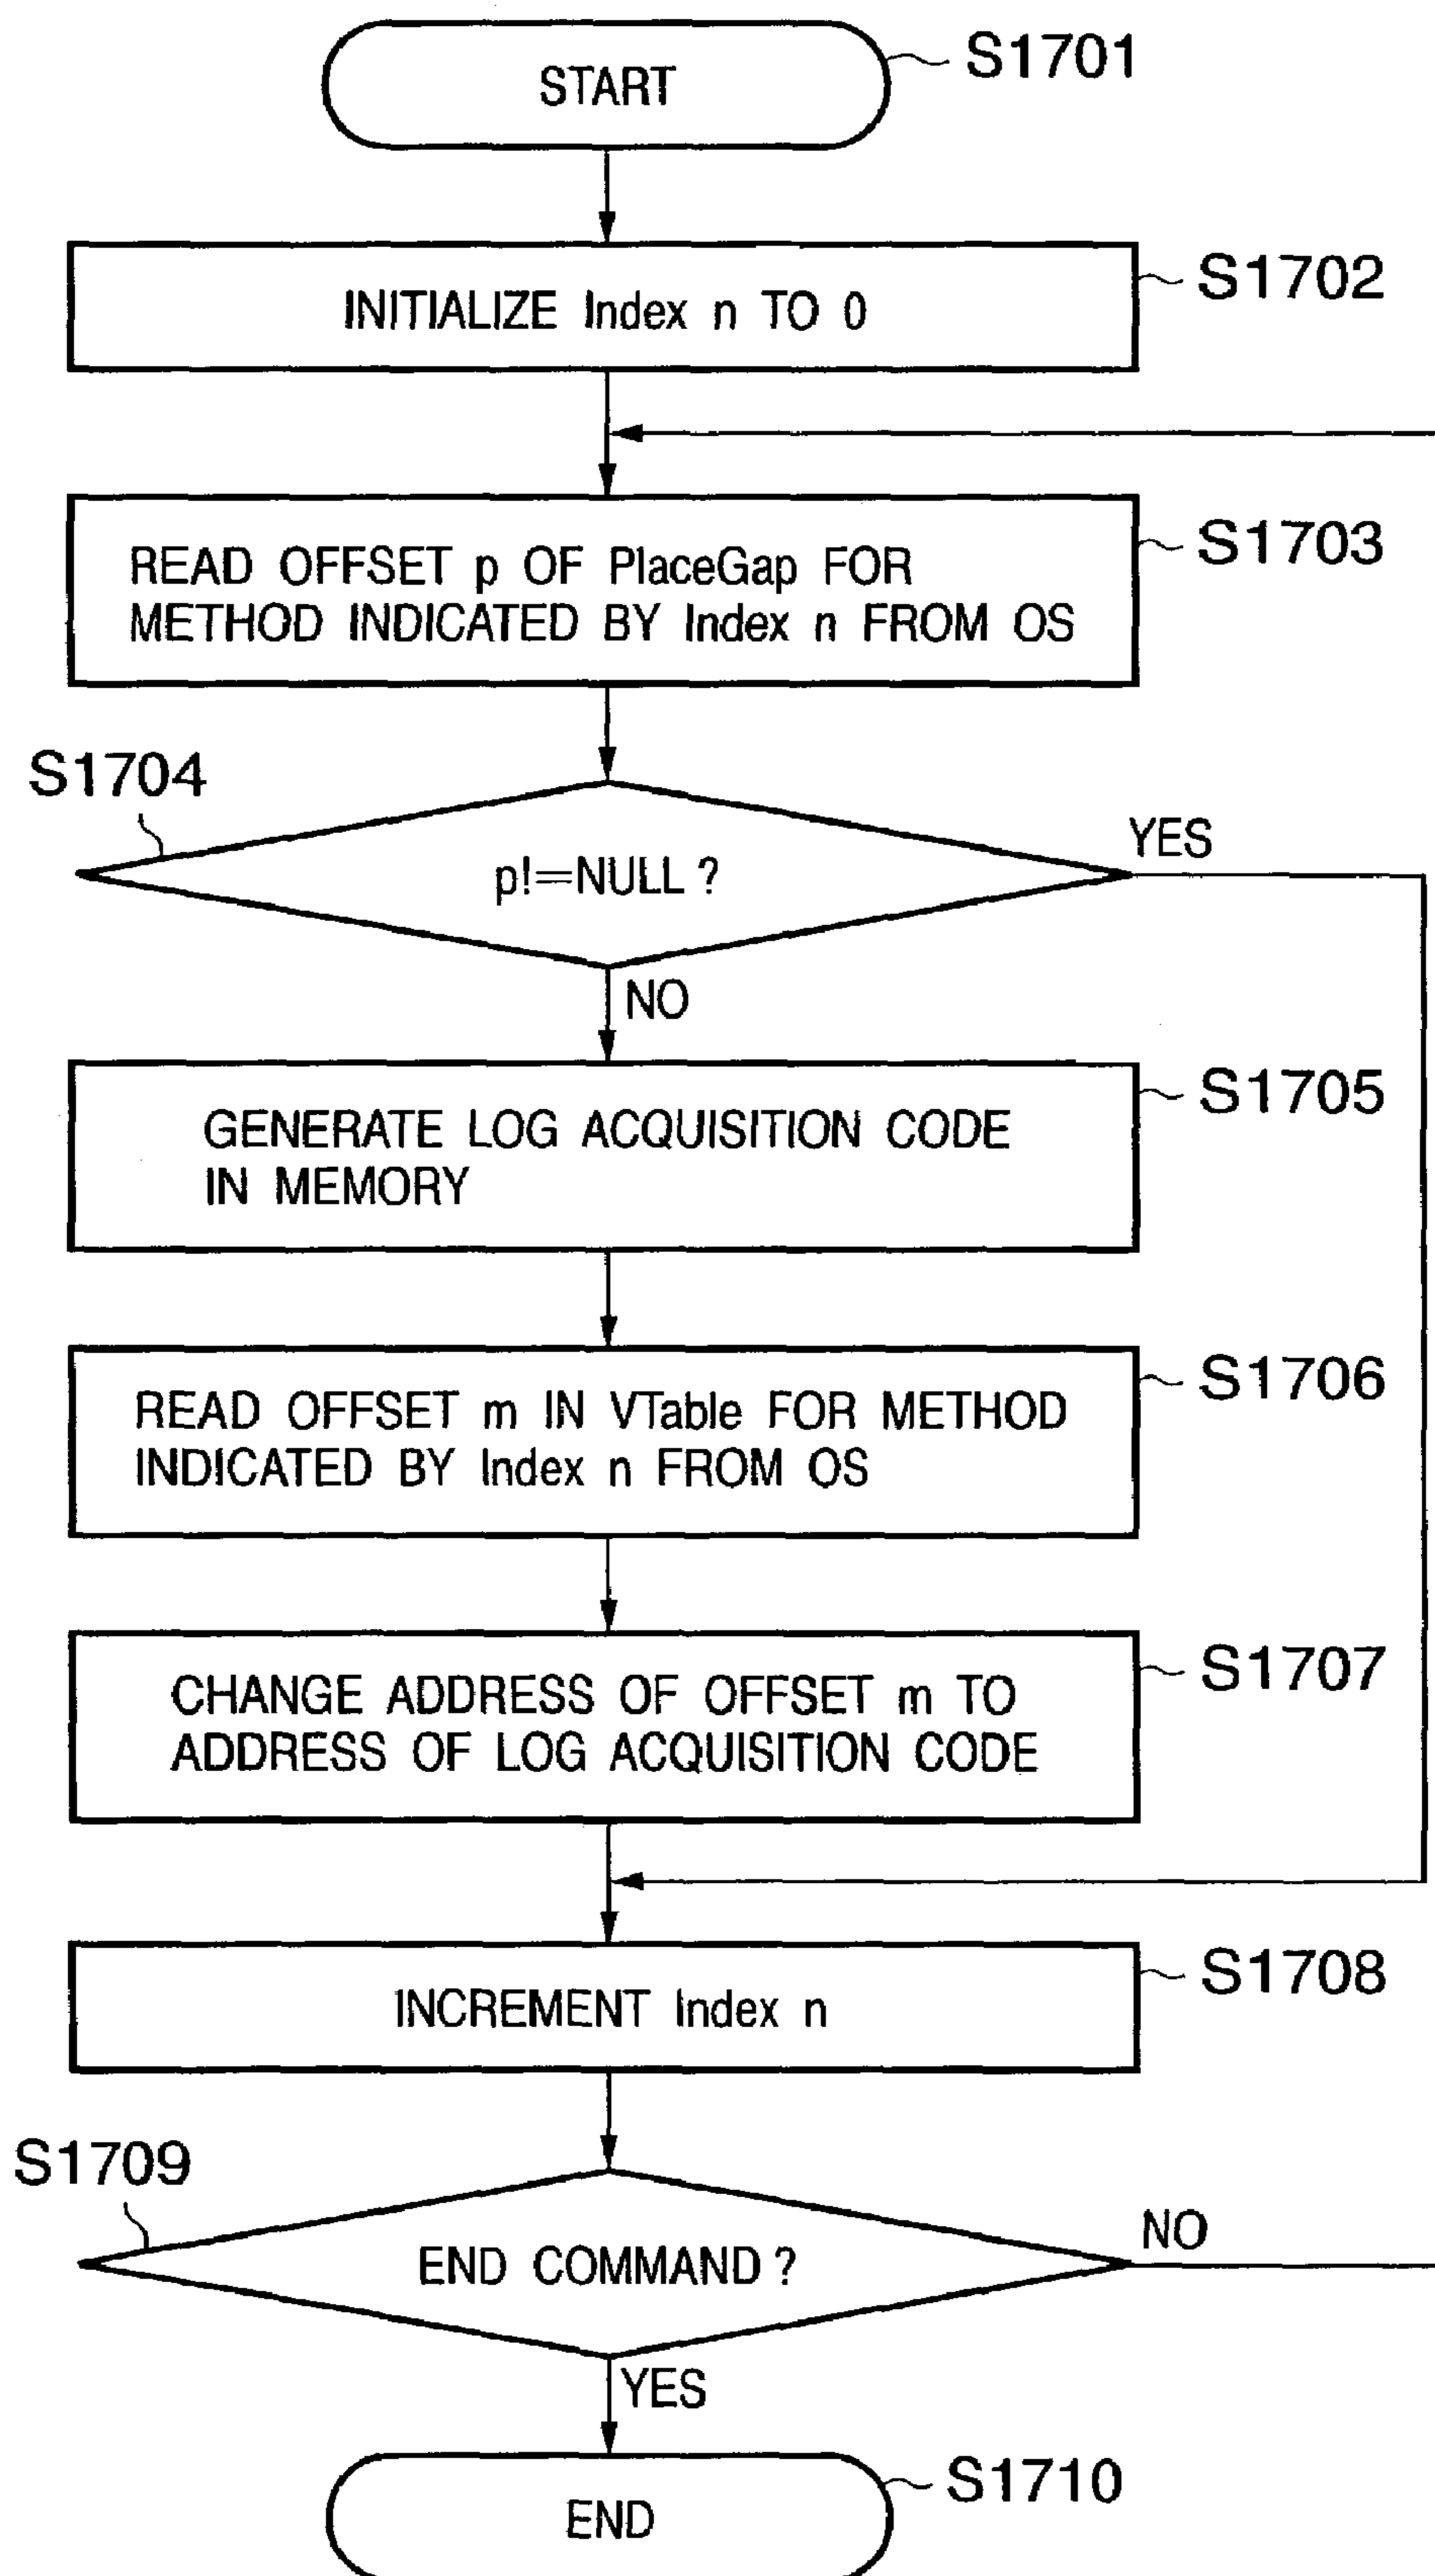 START
S1701
INITIALIZE Index n TO 0
S1702
READ OFFSET p OF PlaceGap FOR
METHOD INDICATED BY Index n FROM OS
S1703
S1704
p!=NULL ?
YES
NO
GENERATE LOG ACQUISITION CODE
IN MEMORY
S1705
READ OFFSET m IN VTable FOR METHOD
INDICATED BY Index n FROM OS
S1706
CHANGE ADDRESS OF OFFSET m TO
ADDRESS OF LOG ACQUISITION CODE
S1707
INCREMENT Index n
S1708
S1709
END COMMAND ?
NO
YES
END
S1710